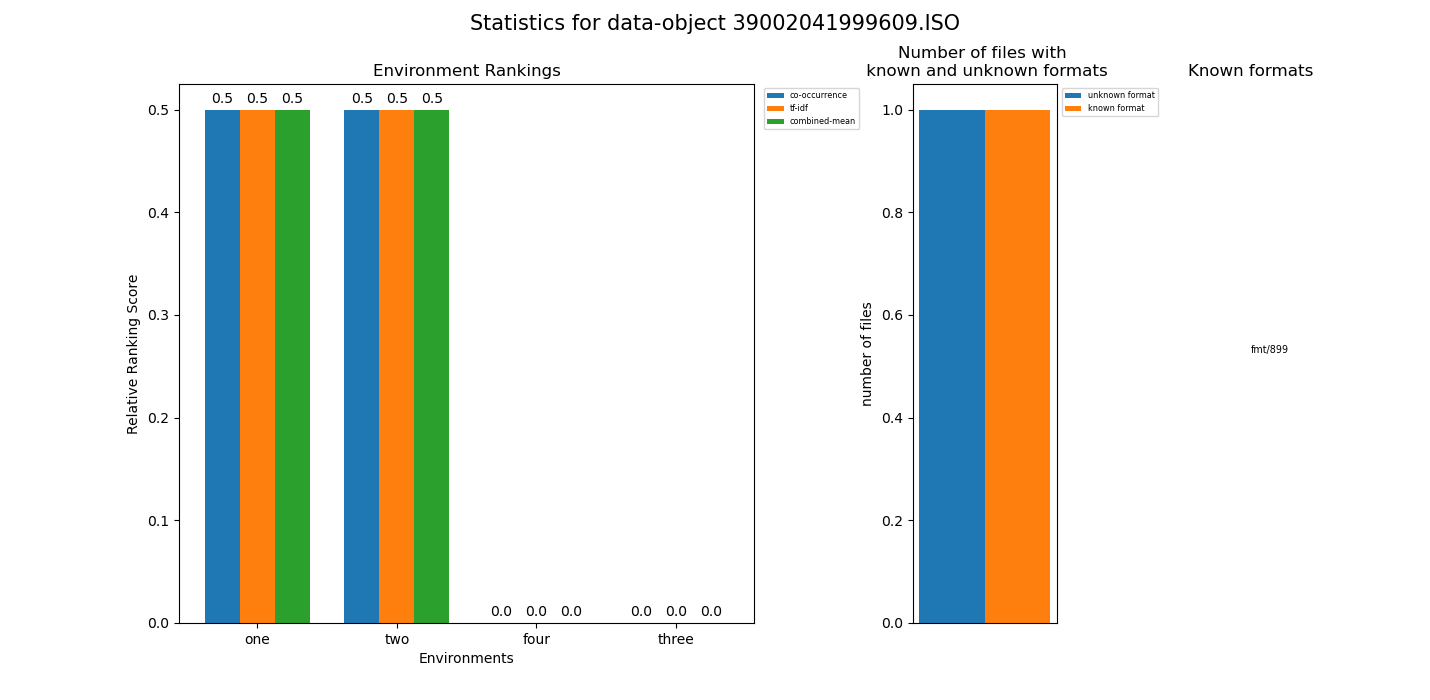 Statistics for data-object 39002041999609.ISO
Environment Rankings
0.5 0.5 0.5 0.5 0.5 0.5
0.0 0.0 0.0 0.0 0.0 0.0
0.5
0.4
0.3
0.2
0.1
0.0
Relative Ranking Score
one two four three
Environments
co-occurrence
tf-idf
combined-mean
Number of files with
known and unknown formats
1.0
0.8
0.6
0.4
0.2
0.0
number of files
unknown format
known format
Known formats
fmt/899